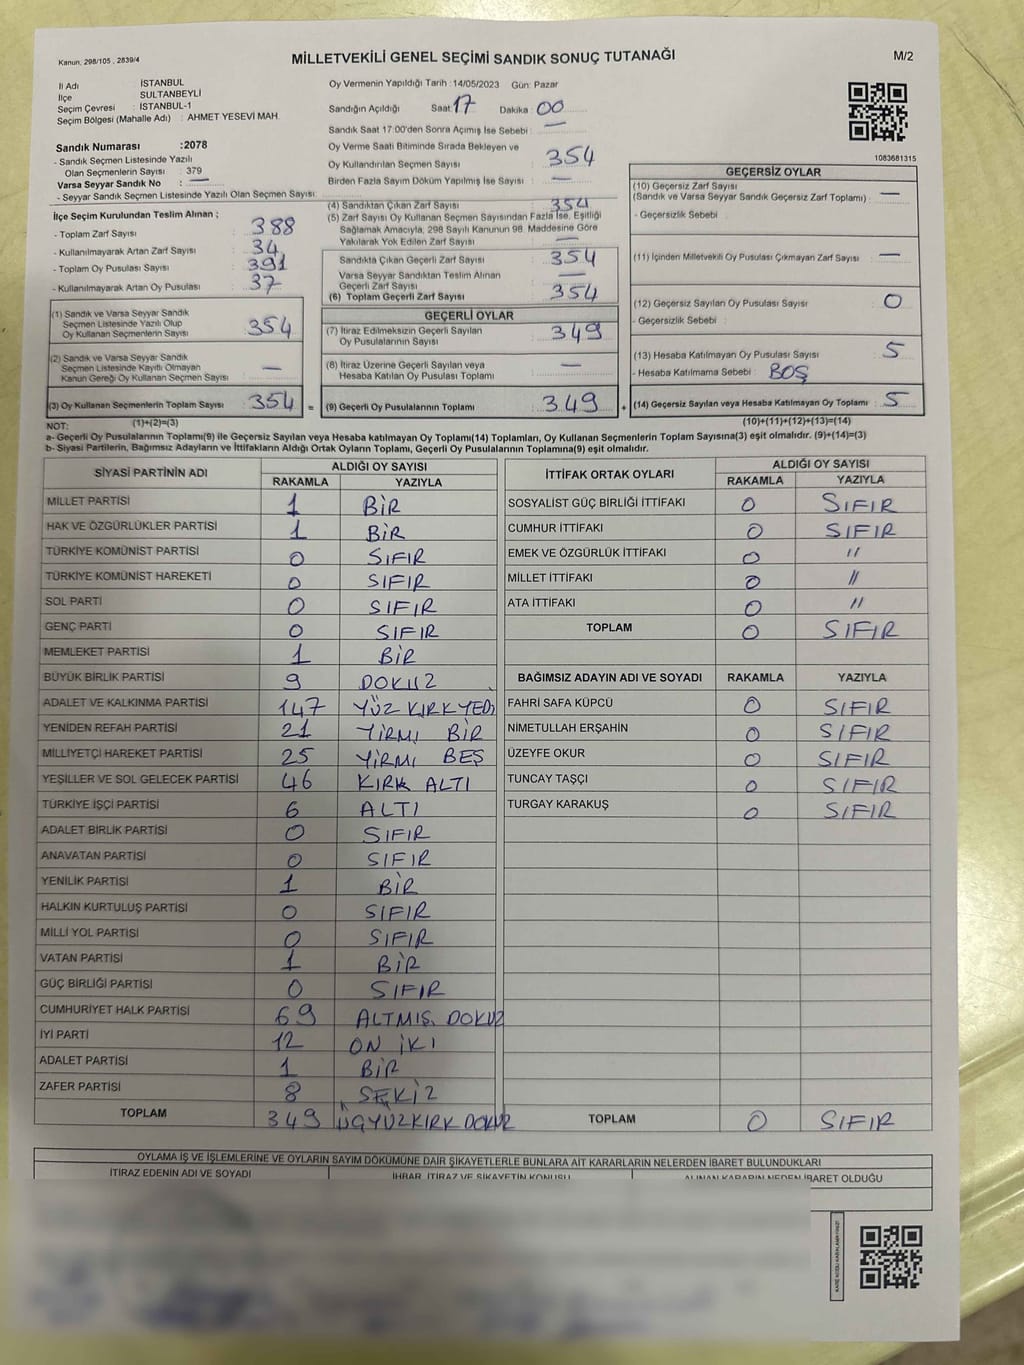 Kanun, 298/105 , 2839/4
MİLLETVEKİLİ GENEL SEÇİMİ SANDIK SONUÇ TUTANAĞI
M/2
İl Adı : İSTANBUL
İlçe : SULTANBEYLİ
Seçim Çevresi : İSTANBUL-1
Seçim Bölgesi (Mahalle Adı) : AHMET YESEVİ MAH.
Sandık Numarası :2078
- Sandık Seçmen Listesinde Yazılı
Olan Seçmenlerin Sayısı : 379
Varsa Seyyar Sandık No : —
- Seyyar Seçmen Listesinde Yazılı Olan Seçmen Sayısı:
Oy Vermenin Yapıldığı Tarih : 14/05/2023 Gün: Pazar
Sandığın Açıldığı Saat 17 Dakika 00
Sandık Saat 17:00'den Sonra Açımış İse Sebebi : —
Oy Verme Saati Bitiminde Sırada Bekleyen ve
Oy Kullandırılan Seçmen Sayısı : 354
Birden Fazla Sayım Döküm Yapılmış İse Sayısı : —
1083681315
İlçe Seçim Kurulundan Teslim Alınan ;
- Toplam Zarf Sayısı : 388
- Kullanılmayarak Artan Zarf Sayısı : 34
- Toplam Oy Pusulası Sayısı : 391
- Kullanılmayarak Artan Oy Pusulası : 37
(1) Sandık ve Varsa Seyyar Sandık
Seçmen Listesinde Yazılı Olup
Oy Kullanan Seçmenlerin Sayısı : 354
(2) Sandık ve Varsa Seyyar Sandık
Seçmen Listesinde Kayıtlı Olmayan
Kanun Gereği Oy Kullanan Seçmen Sayısı : —
(3) Oy Kullanan Seçmenlerin Toplam Sayısı : 354 =
(4) Sandıktan Çıkan Zarf Sayısı : 354
(5) Zarf Sayısı Oy Kullanan Seçmen Sayısından Fazla İse, Eşitliği
Sağlamak Amacıyla, 298 Sayılı Kanunun 98. Maddesine Göre
Yakılarak Yok Edilen Zarf Sayısı : —
Sandıkta Çıkan Geçerli Zarf Sayısı : 354
Varsa Seyyar Sandıktan Teslim Alınan
Geçerli Zarf Sayısı : —
(6) Toplam Geçerli Zarf Sayısı : 354
GEÇERLİ OYLAR
(7) İtiraz Edilmeksizin Geçerli Sayılan
Oy Pusulalarının Sayısı : 349
(8) İtiraz Üzerine Geçerli Sayılan veya
Hesaba Katılan Oy Pusulası Toplamı : —
(9) Geçerli Oy Pusulalarının Toplamı : 349 +
GEÇERSİZ OYLAR
(10) Geçersiz Zarf Sayısı
(Sandık ve Varsa Seyyar Sandık Geçersiz Zarf Toplamı) : —
- Geçersizlik Sebebi :
(11) İçinden Milletvekili Oy Pusulası Çıkmayan Zarf Sayısı : —
(12) Geçersiz Sayılan Oy Pusulası Sayısı : 0
- Geçersizlik Sebebi :
(13) Hesaba Katılmayan Oy Pusulası Sayısı : 5
- Hesaba Katılmama Sebebi : BOŞ
(14) Geçersiz Sayılan veya Hesaba Katılmayan Oy Toplamı : 5
NOT: (1)+(2)=(3) (10)+(11)+(12)+(13)=(14)
a- Geçerli Oy Pusulalarının Toplamı(9) ile Geçersiz Sayılan veya Hesaba katılmayan Oy Toplamı(14) Toplamları, Oy Kullanan Seçmenlerin Toplam Sayısına(3) eşit olmalıdır. (9)+(14)=(3)
b- Siyasi Partilerin, Bağımsız Adayların ve İttifakların Aldığı Ortak Oyların Toplamı, Geçerli Oy Pusulalarının Toplamına(9) eşit olmalıdır.
SİYASİ PARTİNİN ADI ALDIĞI OY SAYISI
RAKAMLA YAZIYLA
MİLLET PARTİSİ 1 BİR
HAK VE ÖZGÜRLÜKLER PARTİSİ 1 BİR
TÜRKİYE KOMÜNİST PARTİSİ 0 SIFIR
TÜRKİYE KOMÜNİST HAREKETİ 0 SIFIR
SOL PARTİ 0 SIFIR
GENÇ PARTİ 0 SIFIR
MEMLEKET PARTİSİ 1 BİR
BÜYÜK BİRLİK PARTİSİ 9 DOKUZ
ADALET VE KALKINMA PARTİSİ 147 YÜZ KIRK YEDİ
YENİDEN REFAH PARTİSİ 21 YİRMİ BİR
MİLLİYETÇİ HAREKET PARTİSİ 25 YİRMİ BEŞ
YEŞİLLER VE SOL GELECEK PARTİSİ 46 KIRK ALTI
TÜRKİYE İŞÇİ PARTİSİ 6 ALTI
ADALET BİRLİK PARTİSİ 0 SIFIR
ANAVATAN PARTİSİ 0 SIFIR
YENİLİK PARTİSİ 1 BİR
HALKIN KURTULUŞ PARTİSİ 0 SIFIR
MİLLİ YOL PARTİSİ 0 SIFIR
VATAN PARTİSİ 1 BİR
GÜÇ BİRLİĞİ PARTİSİ 0 SIFIR
CUMHURİYET HALK PARTİSİ 69 ALTMIŞ DOKUZ
İYİ PARTİ 12 ON İKİ
ADALET PARTİSİ 1 BİR
ZAFER PARTİSİ 8 SEKİZ
TOPLAM 349 ÜÇYÜZKIRK DOKUZ
İTTİFAK ORTAK OYLARI ALDIĞI OY SAYISI
RAKAMLA YAZIYLA
SOSYALİST GÜÇ BİRLİĞİ İTTİFAKI 0 SIFIR
CUMHUR İTTİFAKI 0 SIFIR
EMEK VE ÖZGÜRLÜK İTTİFAKI 0 "
MİLLET İTTİFAKI 0 "
ATA İTTİFAKI 0 "
TOPLAM 0 SIFIR
BAĞIMSIZ ADAYIN ADI VE SOYADI RAKAMLA YAZIYLA
FAHRİ SAFA KÜPCÜ 0 SIFIR
NİMETULLAH ERŞAHİN 0 SIFIR
ÜZEYFE OKUR 0 SIFIR
TUNCAY TAŞÇI 0 SIFIR
TURGAY KARAKUŞ 0 SIFIR
TOPLAM 0 SIFIR
OYLAMA İŞ VE İŞLEMLERİNE VE OYLARIN SAYIM DÖKÜMÜNE DAİR ŞİKAYETLERLE BUNLARA AİT KARARLARIN NELERDEN İBARET BULUNDUKLARI
İTİRAZ EDENİN ADI VE SOYADI İHBAR, İTİRAZ VE ŞİKAYETİN KONUSU ALINAN KARARIN NEDEN İBARET OLDUĞU